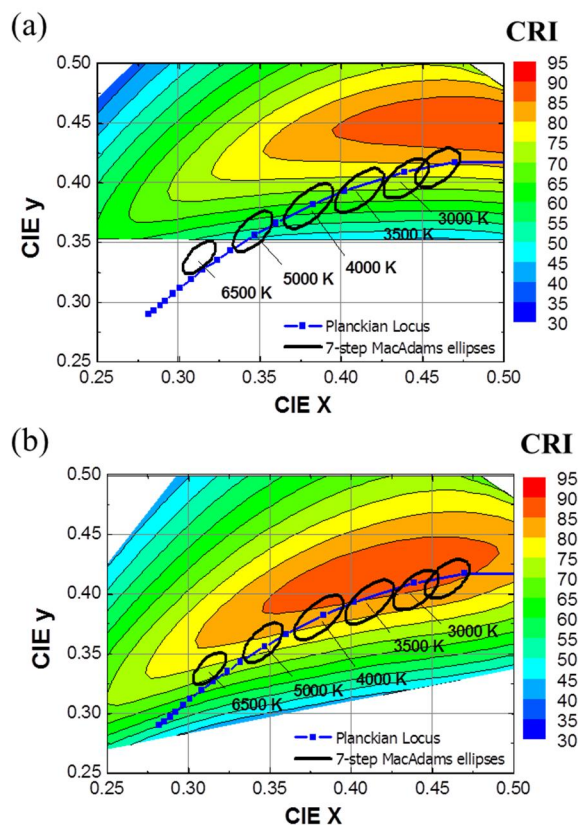 (a)
CRI
0.50
0.45
0.40
0.35
0.30
0.25
CIE y
3000 K
3500 K
4000 K
5000 K
6500 K
Planckian Locus
7-step MacAdams ellipses
0.25 0.30 0.35 0.40 0.45 0.50
CIE X
95
90
85
80
75
70
65
60
55
50
45
40
35
30
(b)
CRI
0.50
0.45
0.40
0.35
0.30
0.25
CIE y
3000 K
3500 K
4000 K
5000 K
6500 K
Planckian Locus
7-step MacAdams ellipses
0.25 0.30 0.35 0.40 0.45 0.50
CIE X
95
90
85
80
75
70
65
60
55
50
45
40
35
30